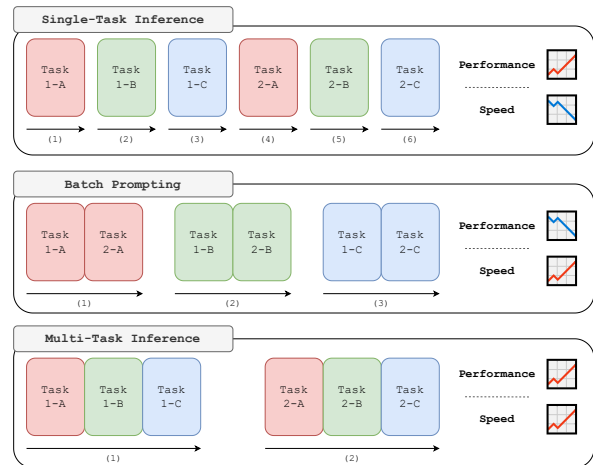 Single-Task Inference
Task Task Task Task Task Task
1-A 1-B 1-C 2-A 2-B 2-C
(1) (2) (3) (4) (5) (6)
Performance
Speed
Batch Prompting
Task Task Task Task Task Task
1-A 2-A 1-B 2-B 1-C 2-C
(1) (2) (3)
Performance
Speed
Multi-Task Inference
Task Task Task Task Task Task
1-A 1-B 1-C 2-A 2-B 2-C
(1) (2)
Performance
Speed